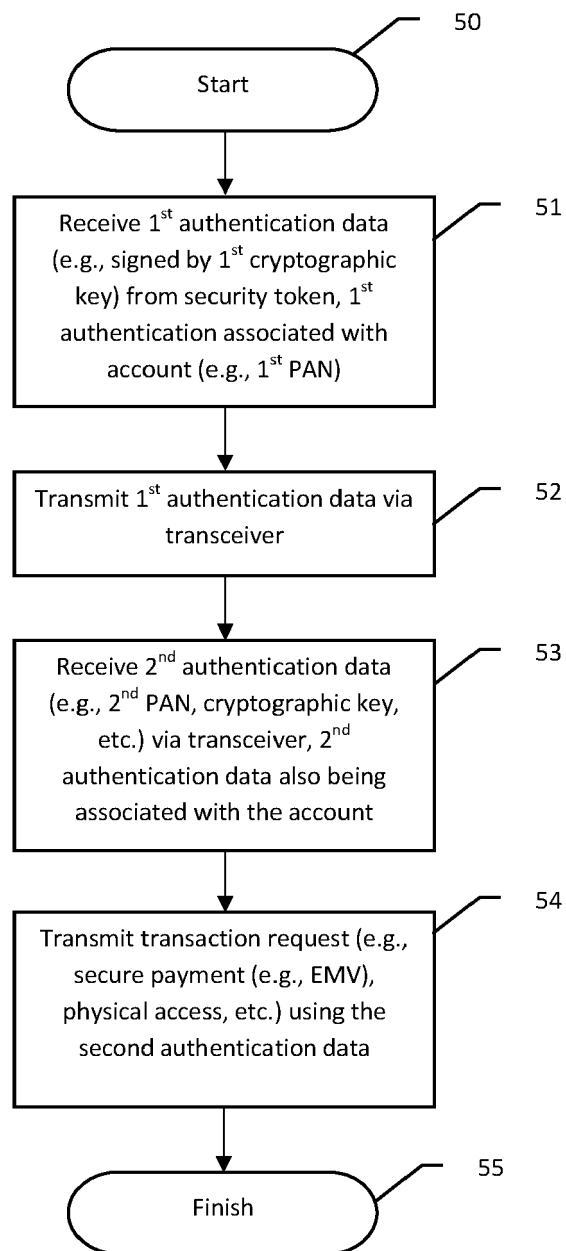 50
Start
51
Receive 1st authentication data
(e.g., signed by 1st cryptographic
key) from security token, 1st
authentication associated with
account (e.g., 1st PAN)
52
Transmit 1st authentication data via
transceiver
53
Receive 2nd authentication data
(e.g., 2nd PAN, cryptographic key,
etc.) via transceiver, 2nd
authentication data also being
associated with the account
54
Transmit transaction request (e.g.,
secure payment (e.g., EMV),
physical access, etc.) using the
second authentication data
55
Finish